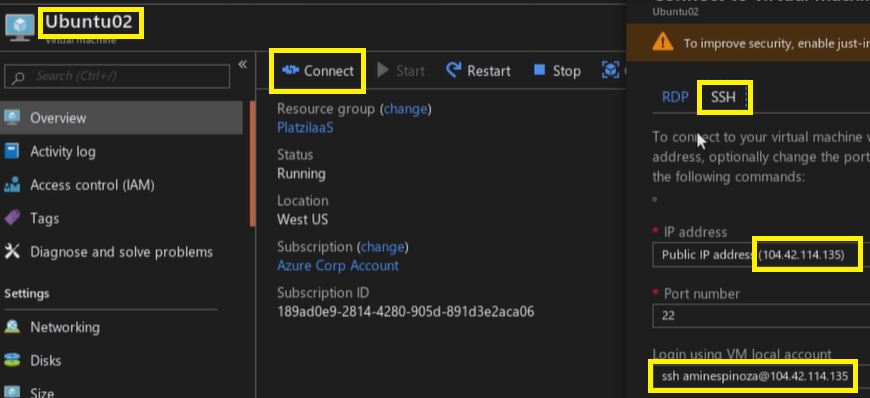 Ubuntu02
Virtual machine
Search (Ctrl+/)
«
Overview
Activity log
Access control (IAM)
Tags
Diagnose and solve problems
Settings
Networking
Disks
Size
Connect
Start
Restart
Stop
Resource group (change)
PlatziIaaS
Status
Running
Location
West US
Subscription (change)
Azure Corp Account
Subscription ID
189ad0e9-2814-4280-905d-891d3e2aca06
Ubuntu02
To improve security, enable just-i
RDP
SSH
To connect to your virtual machine v
address, optionally change the port
the following commands:
* IP address
Public IP address (104.42.114.135)
* Port number
22
Login using VM local account
ssh aminespinoza@104.42.114.135